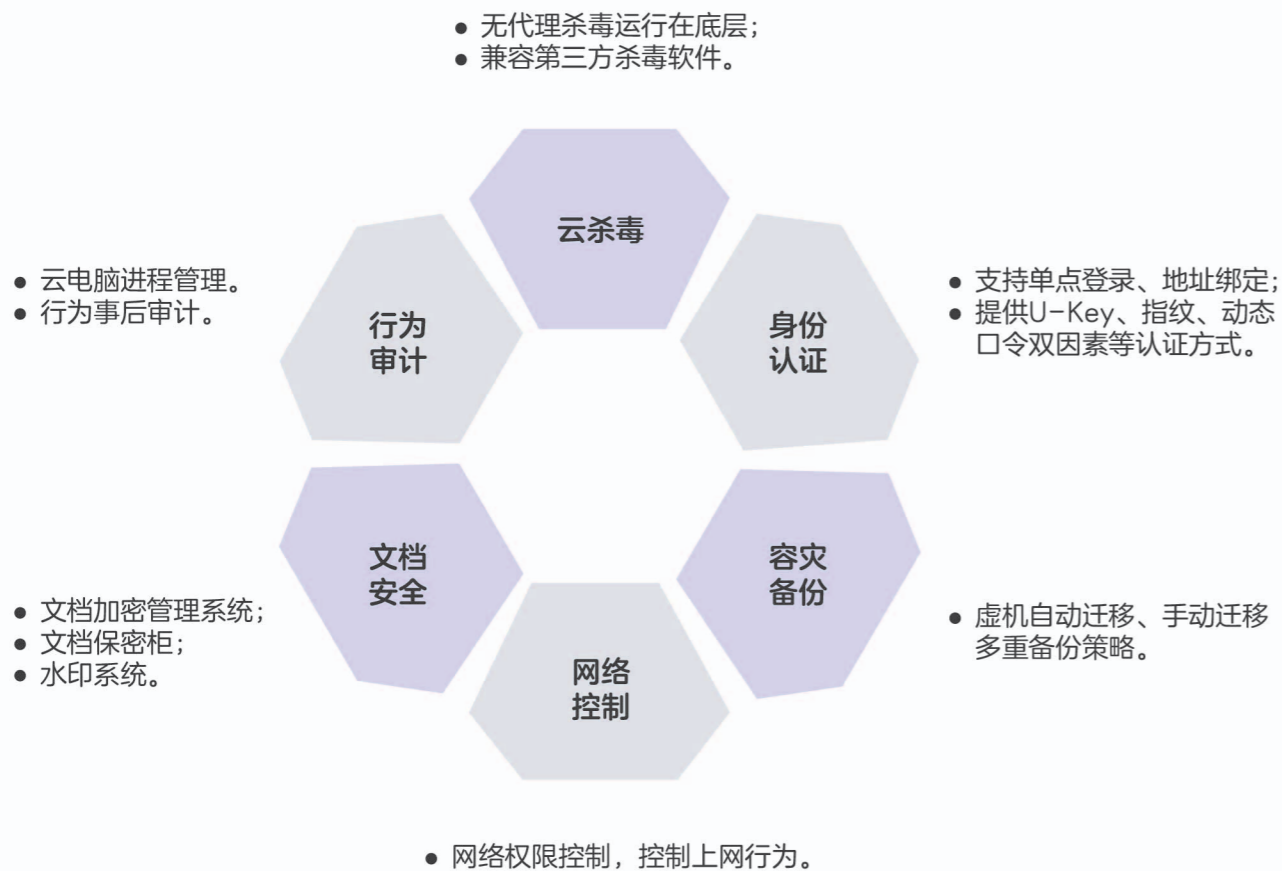 ● 无代理杀毒运行在底层；
● 兼容第三方杀毒软件。
云杀毒
● 云电脑进程管理。
● 行为事后审计。
行为
审计
身份
认证
● 支持单点登录、地址绑定；
● 提供U-Key、指纹、动态
口令双因素等认证方式。
● 文档加密管理系统；
● 文档保密柜；
● 水印系统。
文档
安全
容灾
备份
● 虚机自动迁移、手动迁移
多重备份策略。
网络
控制
● 网络权限控制，控制上网行为。